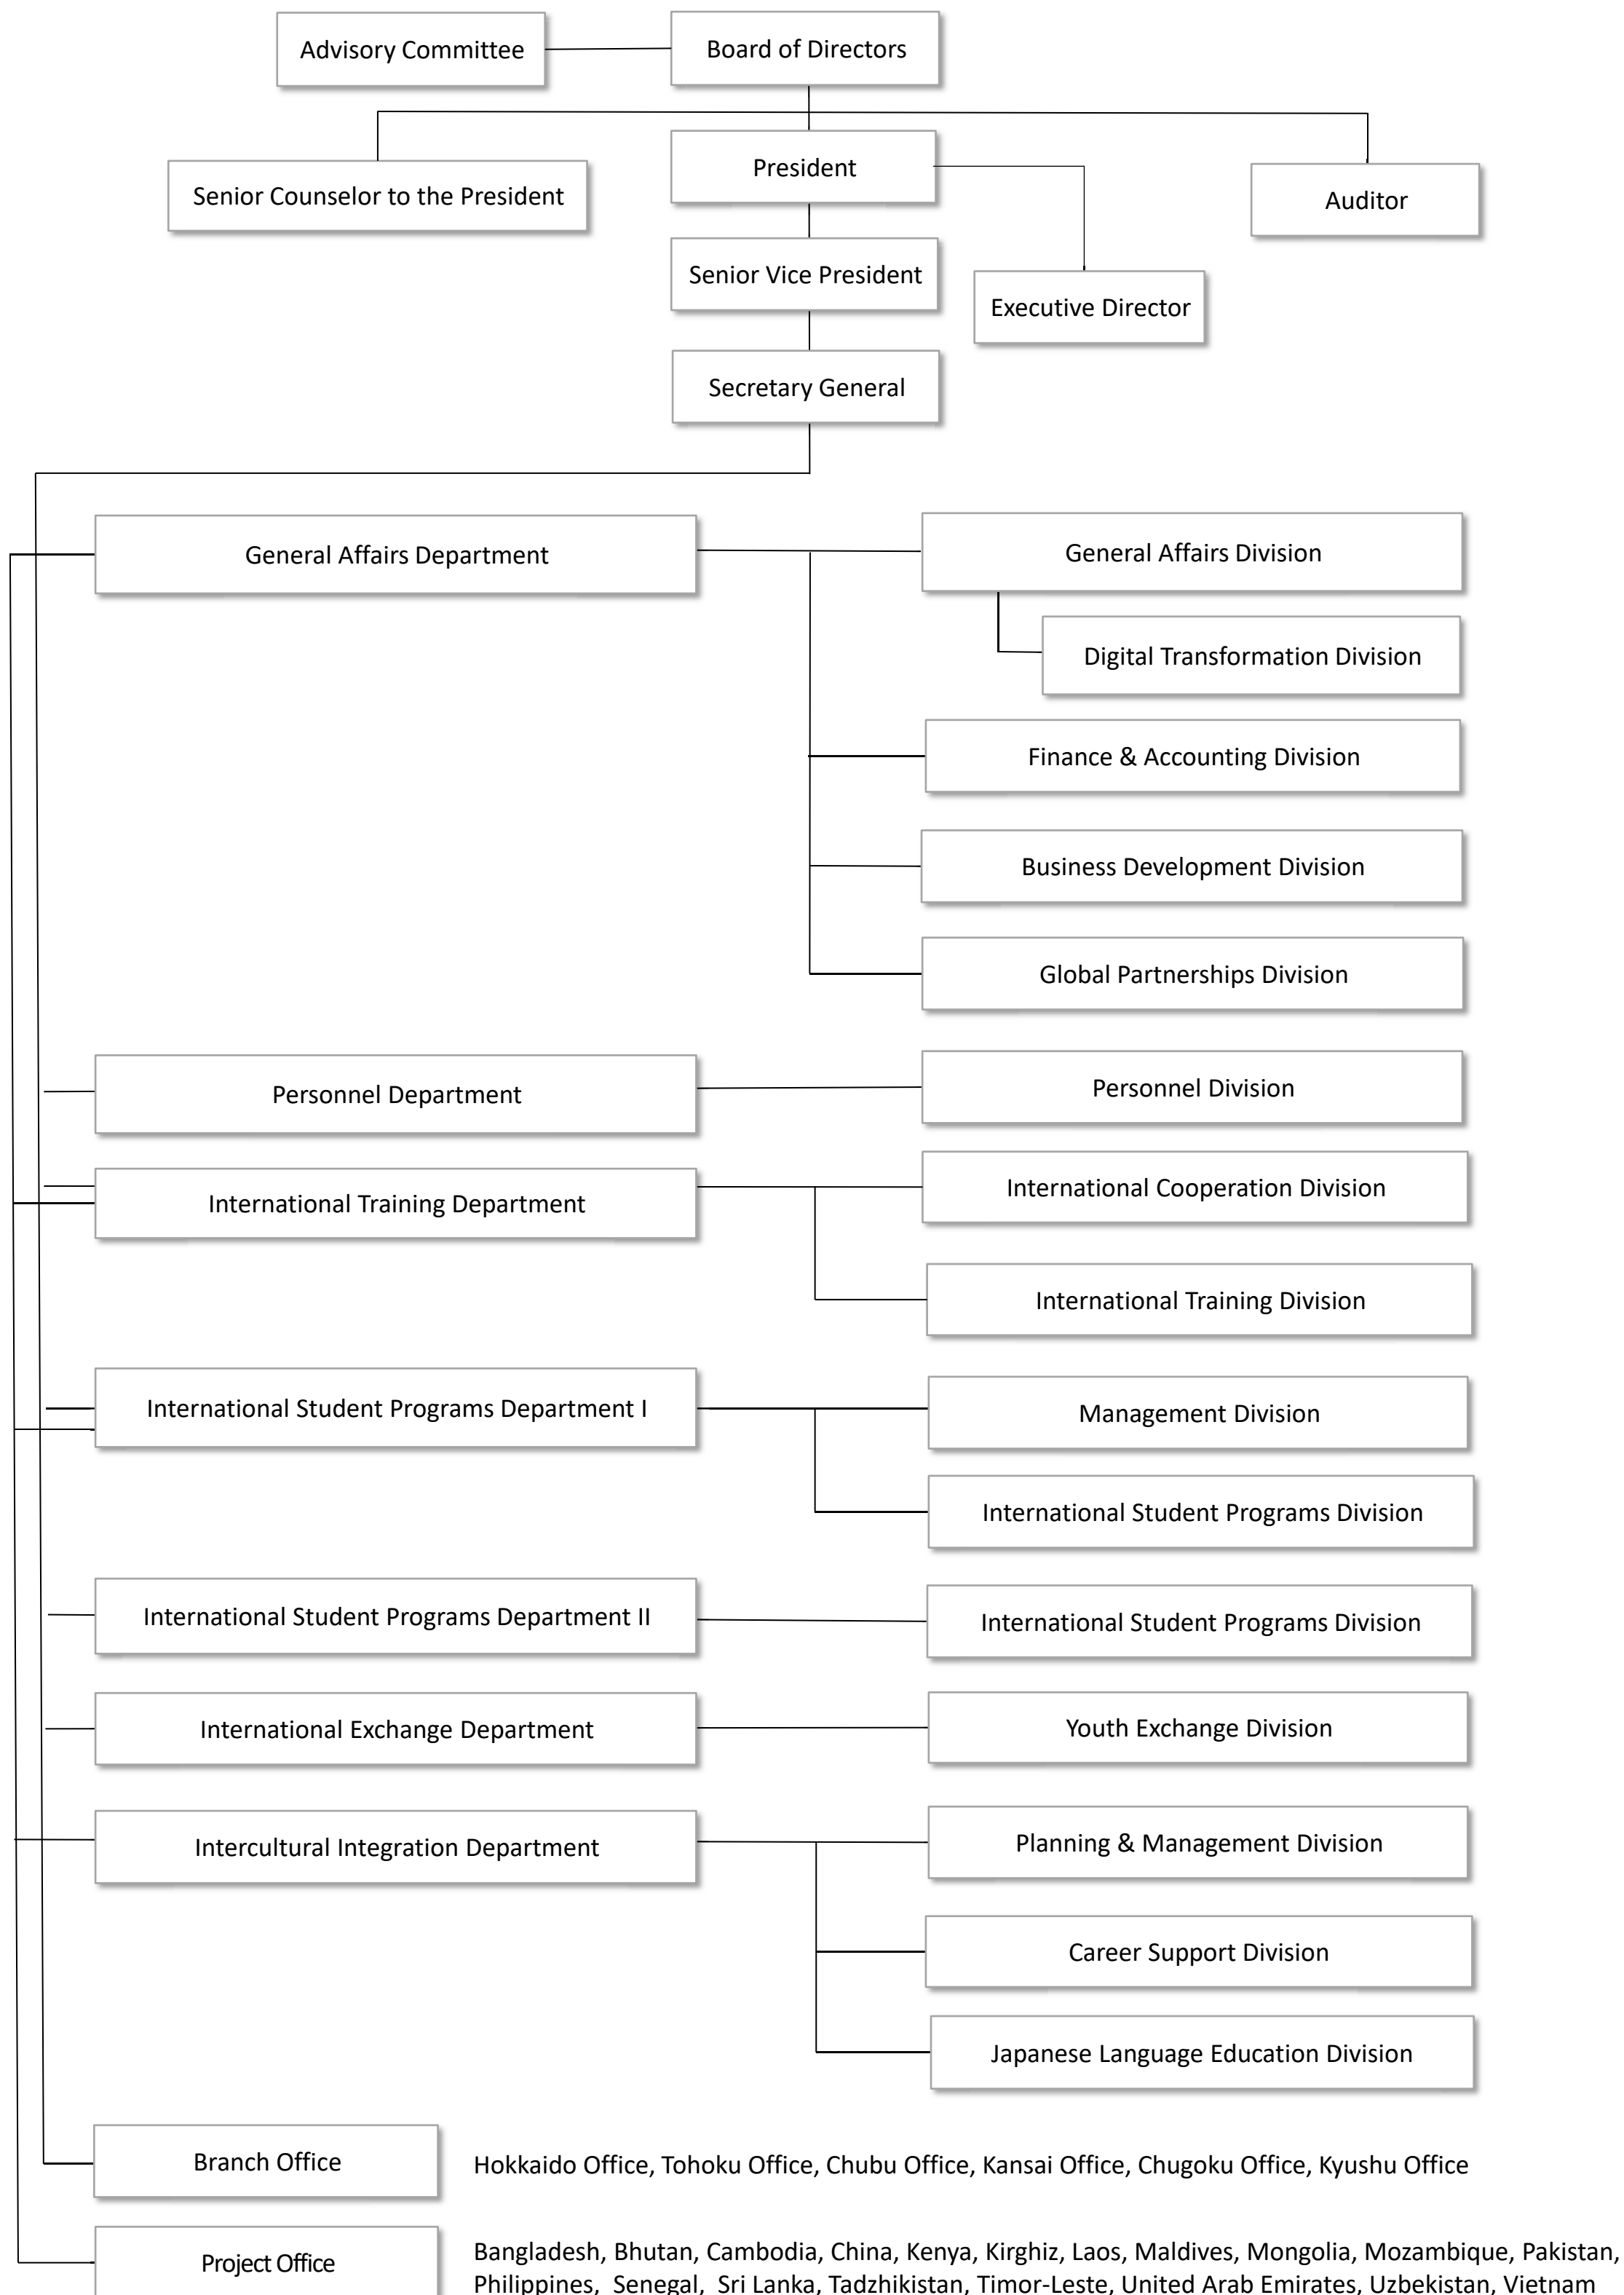 Advisory Committee
Board of Directors
President
Senior Counselor to the President
Auditor
Senior Vice President
Executive Director
Secretary General
General Affairs Department
General Affairs Division
Digital Transformation Division
Finance & Accounting Division
Business Development Division
Global Partnerships Division
Personnel Department
Personnel Division
International Training Department
International Cooperation Division
International Training Division
International Student Programs Department I
Management Division
International Student Programs Division
International Student Programs Department II
International Student Programs Division
International Exchange Department
Youth Exchange Division
Intercultural Integration Department
Planning & Management Division
Career Support Division
Japanese Language Education Division
Branch Office
Hokkaido Office, Tohoku Office, Chubu Office, Kansai Office, Chugoku Office, Kyushu Office
Project Office
Bangladesh, Bhutan, Cambodia, China, Kenya, Kirghiz, Laos, Maldives, Mongolia, Mozambique, Pakistan,
Philippines, Senegal, Sri Lanka, Tadzhikistan, Timor-Leste, United Arab Emirates, Uzbekistan, Vietnam